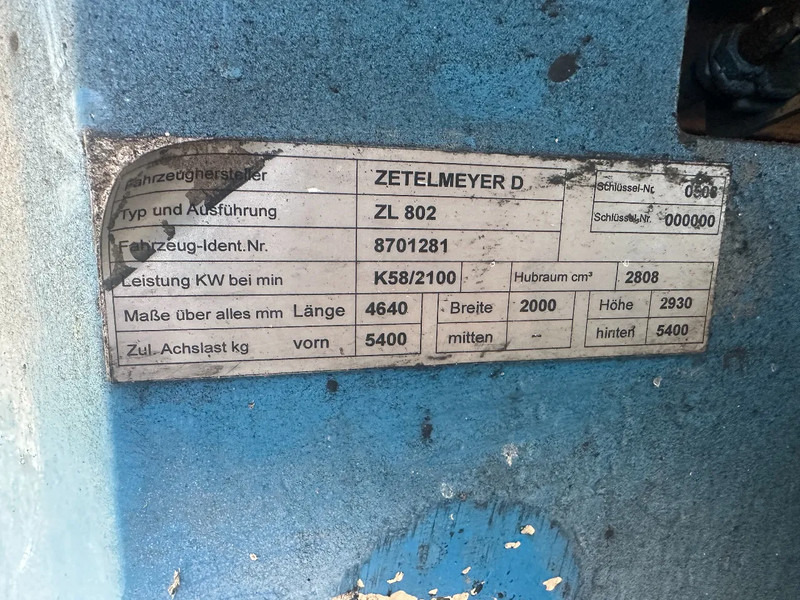 Fahrzeughersteller ZETELMEYER D Schlüssel-Nr. 0508
Typ und Ausführung ZL 802 Schlüssel.Nr. 000000
Fahrzeug-Ident.Nr. 8701281
Leistung KW bei min K58/2100 Hubraum cm³ 2808
Maße über alles mm Länge 4640 Breite 2000 Höhe 2930
Zul. Achslast kg vorn 5400 mitten -- hinten 5400